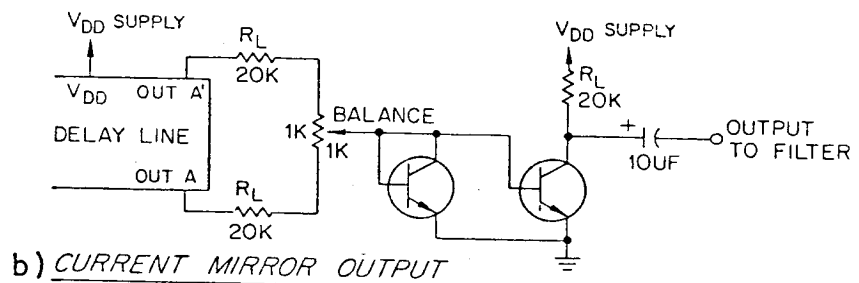 VDD SUPPLY
RL
20K
VDD SUPPLY
RL
20K
VDD
OUT A'
DELAY LINE
OUT A
1K
1K
BALANCE
+
10UF
OUTPUT
TO FILTER
RL
20K
b) CURRENT MIRROR OUTPUT